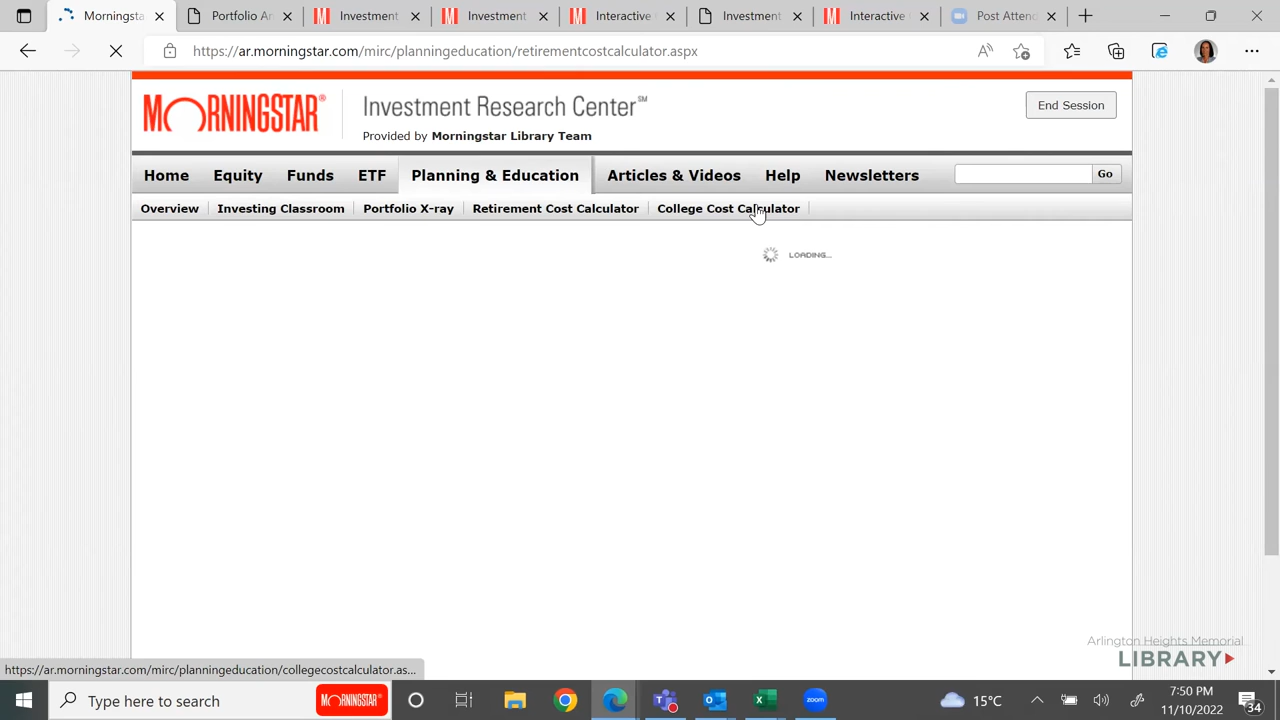 Mornings
Portfolio Ar
Investment
Investment
Interactive
Investment
Interactive
Post Attend
https://ar.morningstar.com/mirc/planningeducation/retirementcostcalculator.aspx
MORNINGSTAR®
Investment Research Center℠
Provided by Morningstar Library Team
End Session
Home Equity Funds ETF Planning & Education Articles & Videos Help Newsletters Go
Overview Investing Classroom Portfolio X-ray Retirement Cost Calculator College Cost Calculator
LOADING...
Arlington Heights Memorial
LIBRARY
https://ar.morningstar.com/mirc/planningeducation/collegecostcalculator.as...
Type here to search
MORNINGSTAR
15°C
7:50 PM
11/10/2022
34